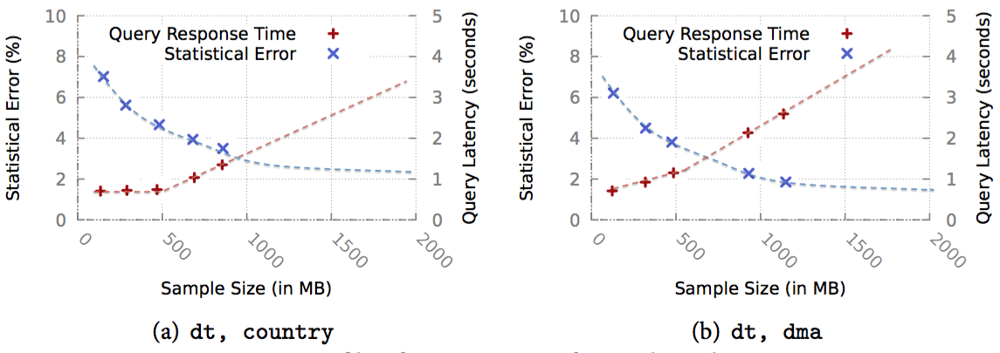 10
8
6
4
2
0
Statistical Error (%)
Query Response Time
Statistical Error
5
4
3
2
1
0
Query Latency (seconds)
0
500
1000
1500
2000
Sample Size (in MB)
(a) dt, country
10
8
6
4
2
0
Statistical Error (%)
Query Response Time
Statistical Error
5
4
3
2
1
0
Query Latency (seconds)
0
500
1000
1500
2000
Sample Size (in MB)
(b) dt, dma